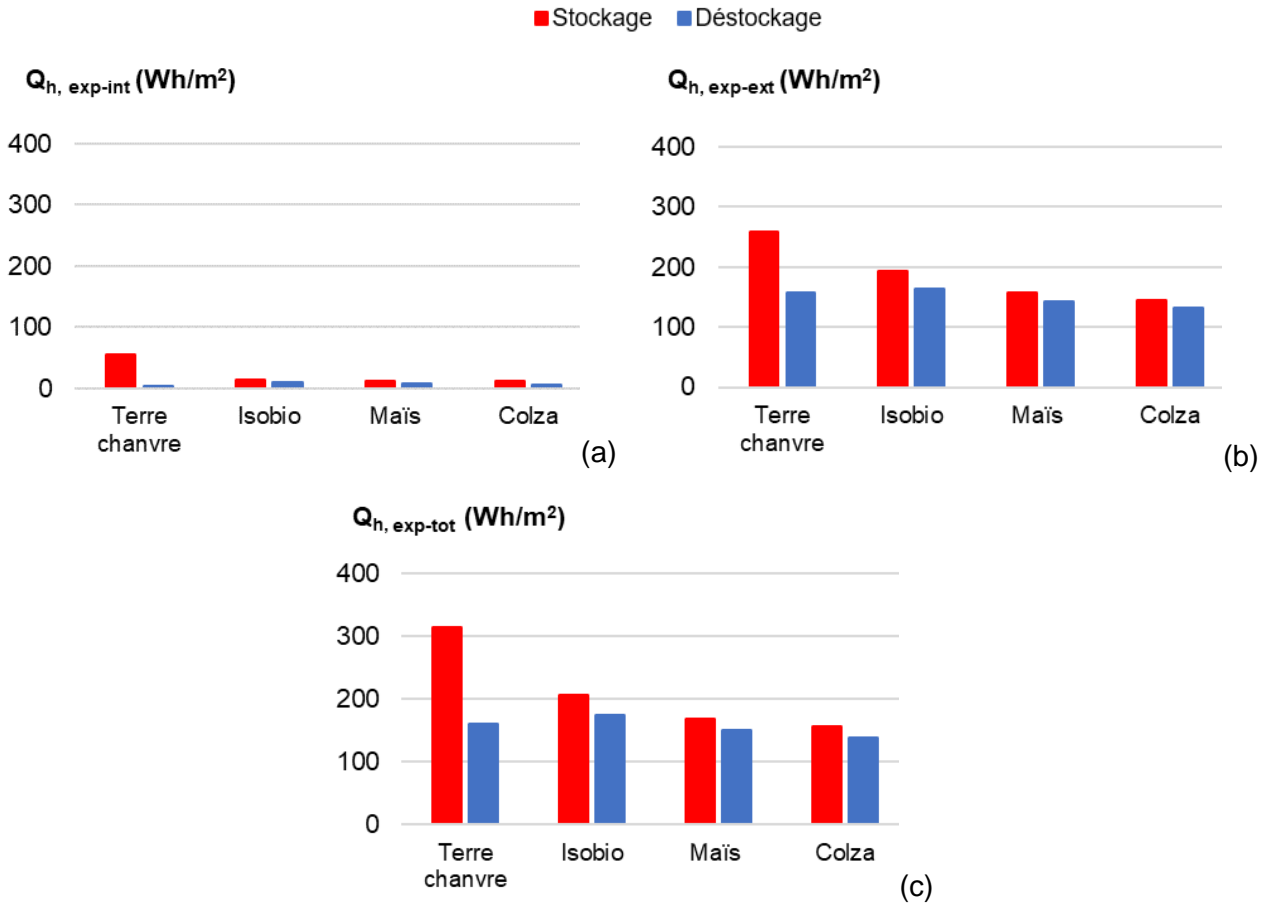 Stockage Déstockage
Qh, exp-int (Wh/m²)
400
300
200
100
0
Terre chanvre
Isobio
Maïs
Colza
(a)
Qh, exp-ext (Wh/m²)
400
300
200
100
0
Terre chanvre
Isobio
Maïs
Colza
(b)
Qh, exp-tot (Wh/m²)
400
300
200
100
0
Terre chanvre
Isobio
Maïs
Colza
(c)